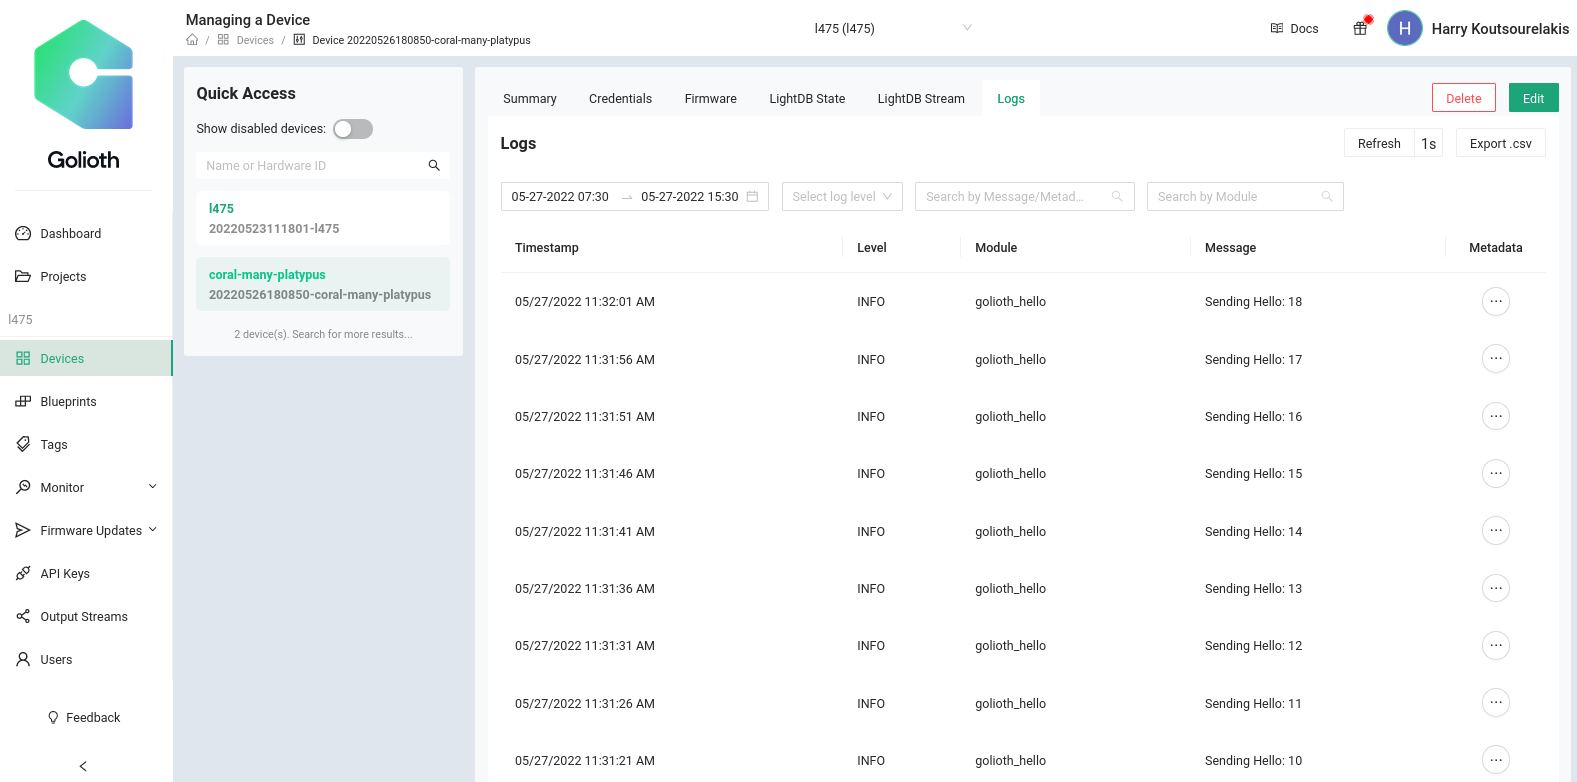 Golioth
Dashboard
Projects
l475
Devices
Blueprints
Tags
Monitor
Firmware Updates
API Keys
Output Streams
Users
Feedback
Managing a Device
/ Devices / Device 20220526180850-coral-many-platypus
l475 (l475)
Docs
H
Harry Koutsourelakis
Quick Access
Show disabled devices:
Name or Hardware ID
l475
20220523111801-l475
coral-many-platypus
20220526180850-coral-many-platypus
2 device(s). Search for more results...
Summary Credentials Firmware LightDB State LightDB Stream Logs
Delete Edit
Logs
Refresh 1s Export .csv
05-27-2022 07:30 → 05-27-2022 15:30 Select log level Search by Message/Metad... Search by Module
Timestamp Level Module Message Metadata
05/27/2022 11:32:01 AM INFO golioth_hello Sending Hello: 18 ...
05/27/2022 11:31:56 AM INFO golioth_hello Sending Hello: 17 ...
05/27/2022 11:31:51 AM INFO golioth_hello Sending Hello: 16 ...
05/27/2022 11:31:46 AM INFO golioth_hello Sending Hello: 15 ...
05/27/2022 11:31:41 AM INFO golioth_hello Sending Hello: 14 ...
05/27/2022 11:31:36 AM INFO golioth_hello Sending Hello: 13 ...
05/27/2022 11:31:31 AM INFO golioth_hello Sending Hello: 12 ...
05/27/2022 11:31:26 AM INFO golioth_hello Sending Hello: 11 ...
05/27/2022 11:31:21 AM INFO golioth_hello Sending Hello: 10 ...